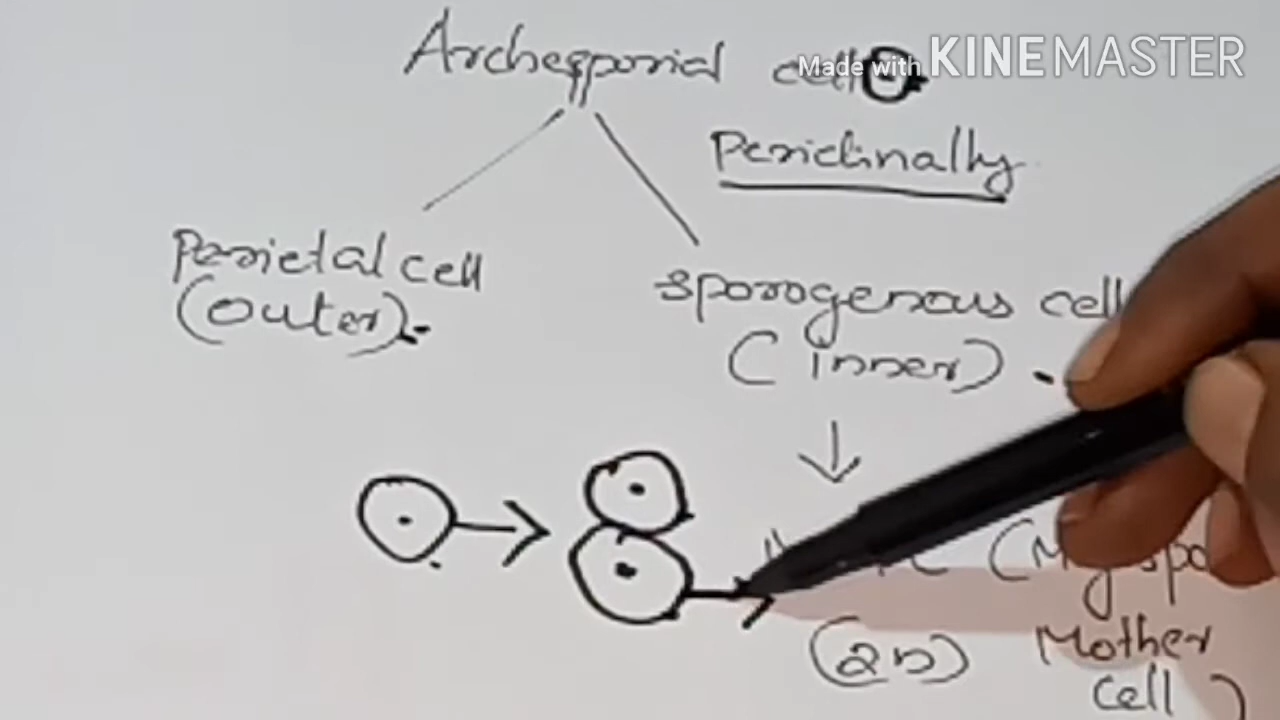 Archesporial cell
Made with KINEMASTER
Periclinally
Parietal cell
(outer).
sporogenous cell
(inner).
(2n) Mother
cell)